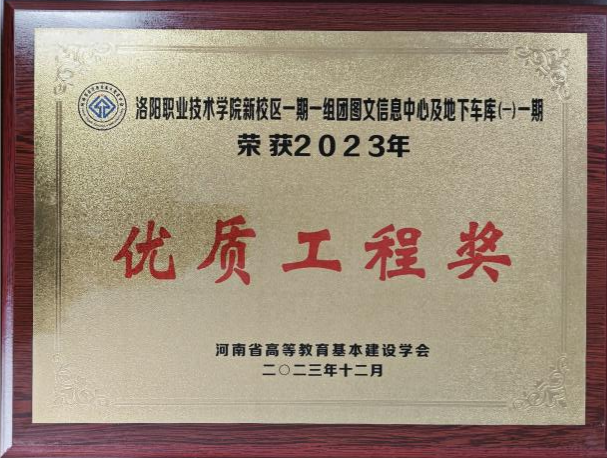 洛阳职业技术学院新校区一期一组团图文信息中心及地下车库(一)一期
荣获2023年
优质工程奖
河南省高等教育基本建设学会
二〇二三年十二月